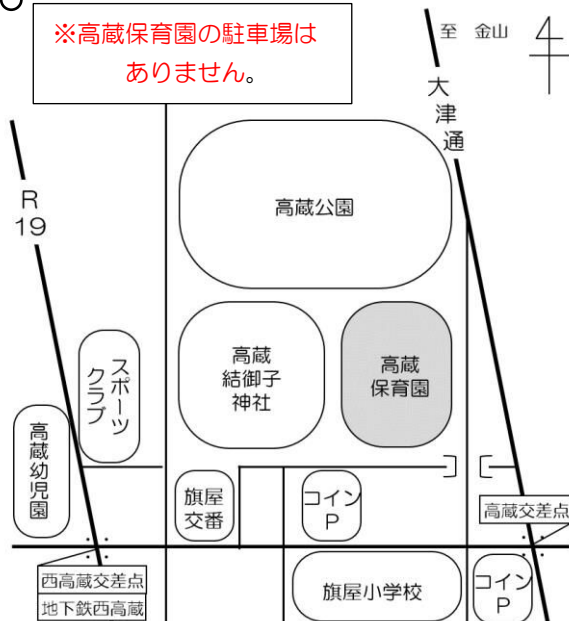 ※高蔵保育園の駐車場は
ありません。
至 金山
大津通
R
19
高蔵公園
高蔵
結御子
神社
高蔵
保育園
スポーツ
クラブ
高蔵幼児園
旗屋
交番
コイン
P
高蔵交差点
西高蔵交差点
地下鉄西高蔵
旗屋小学校
コイン
P